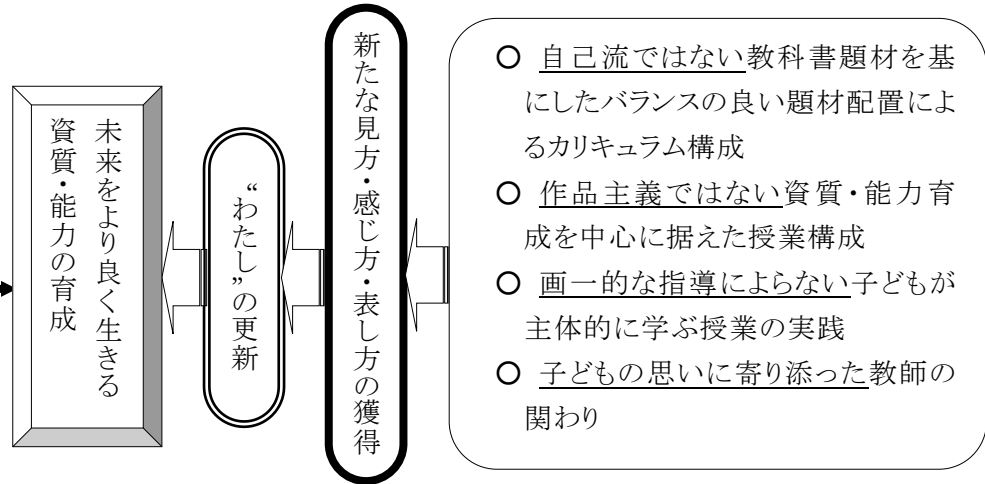 ○ 自己流ではない教科書題材を基
にしたバランスの良い題材配置によ
るカリキュラム構成
○ 作品主義ではない資質・能力育
成を中心に据えた授業構成
○ 画一的な指導によらない子どもが
主体的に学ぶ授業の実践
○ 子どもの思いに寄り添った教師の
関わり
新たな見方・感じ方・表し方の獲得
“わたし”の更新
未来をより良く生きる
資質・能力の育成